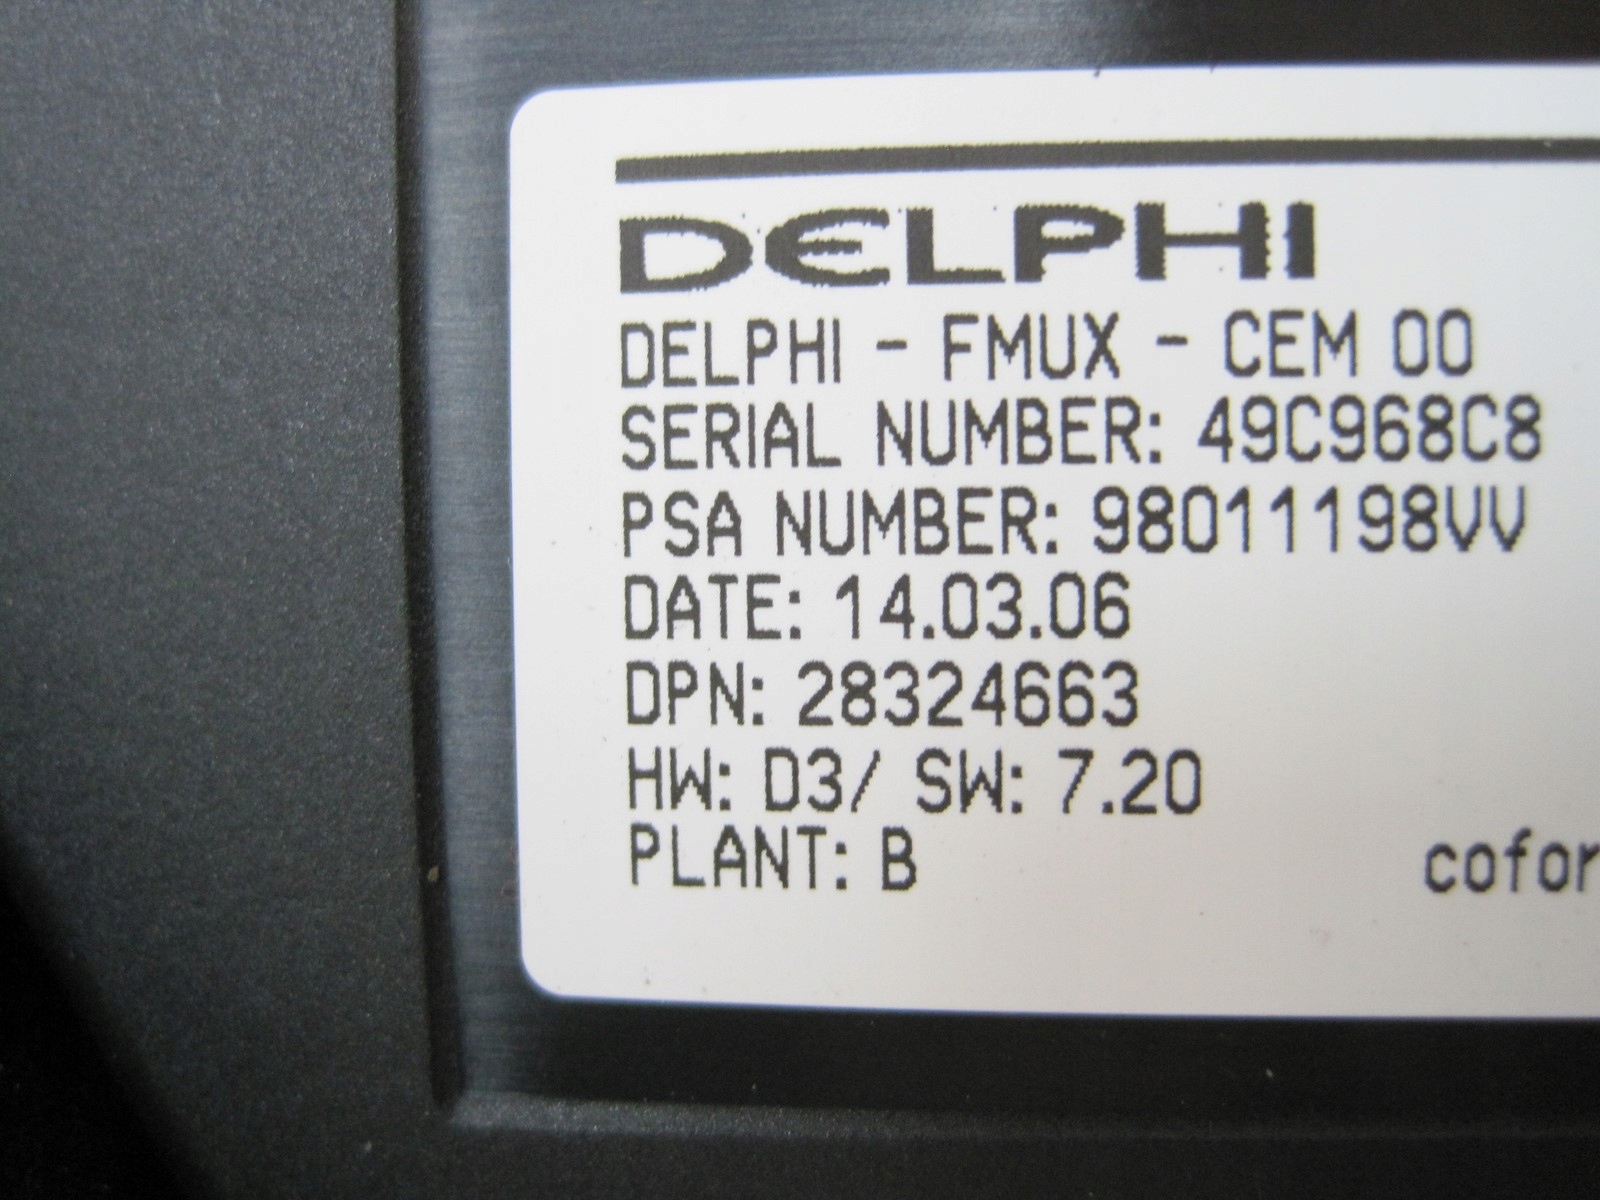 DELPHI
DELPHI - FMUX - CEM 00
SERIAL NUMBER: 49C968C8
PSA NUMBER: 98011198VV
DATE: 14.03.06
DPN: 28324663
HW: D3/ SW: 7.20
PLANT: B